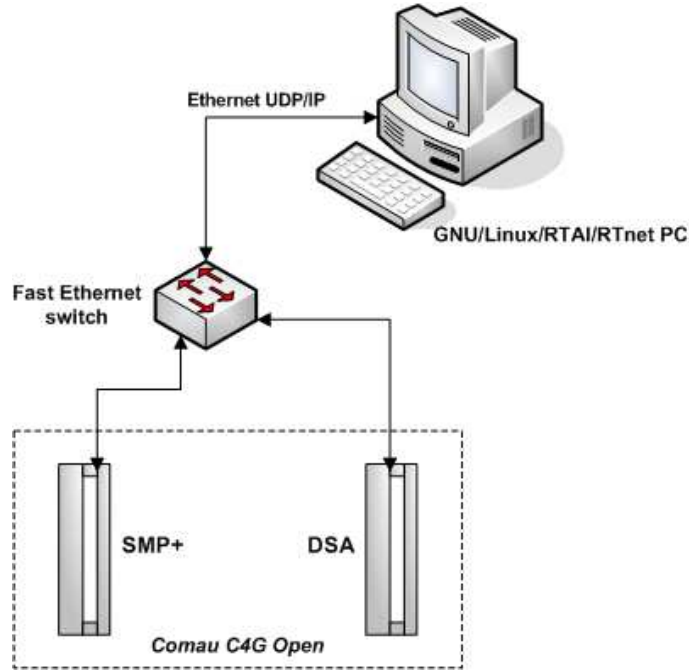 Ethernet UDP/IP
GNU/Linux/RTAI/RTnet PC
Fast Ethernet
switch
SMP+
DSA
Comau C4G Open